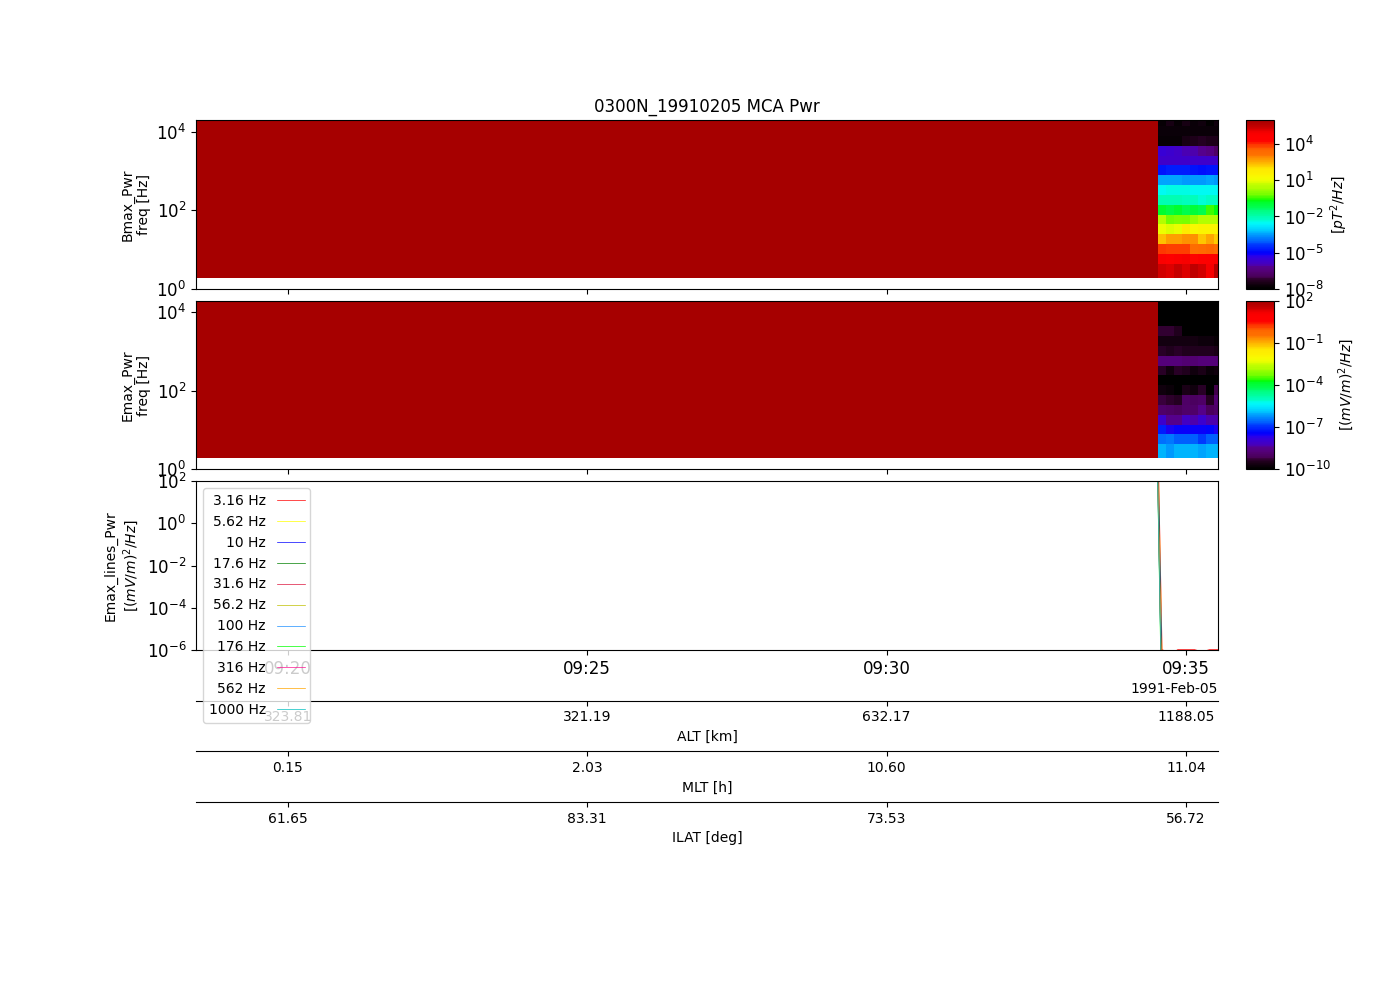 0300N_19910205 MCA Pwr
Bmax_Pwr
freq [Hz]
10^4
10^2
10^0
10^4
10^1
10^-2
10^-5
10^-8
[pT^2/Hz]
Emax_Pwr
freq [Hz]
10^4
10^2
10^0
10^2
10^-1
10^-4
10^-7
10^-10
[(mV/m)^2/Hz]
Emax_lines_Pwr
[(mV/m)^2/Hz]
10^2
10^0
10^-2
10^-4
10^-6
3.16 Hz
5.62 Hz
10 Hz
17.6 Hz
31.6 Hz
56.2 Hz
100 Hz
176 Hz
316 Hz
562 Hz
1000 Hz
09:20 09:25 09:30 09:35
1991-Feb-05
323.81 321.19 632.17 1188.05
ALT [km]
0.15 2.03 10.60 11.04
MLT [h]
61.65 83.31 73.53 56.72
ILAT [deg]